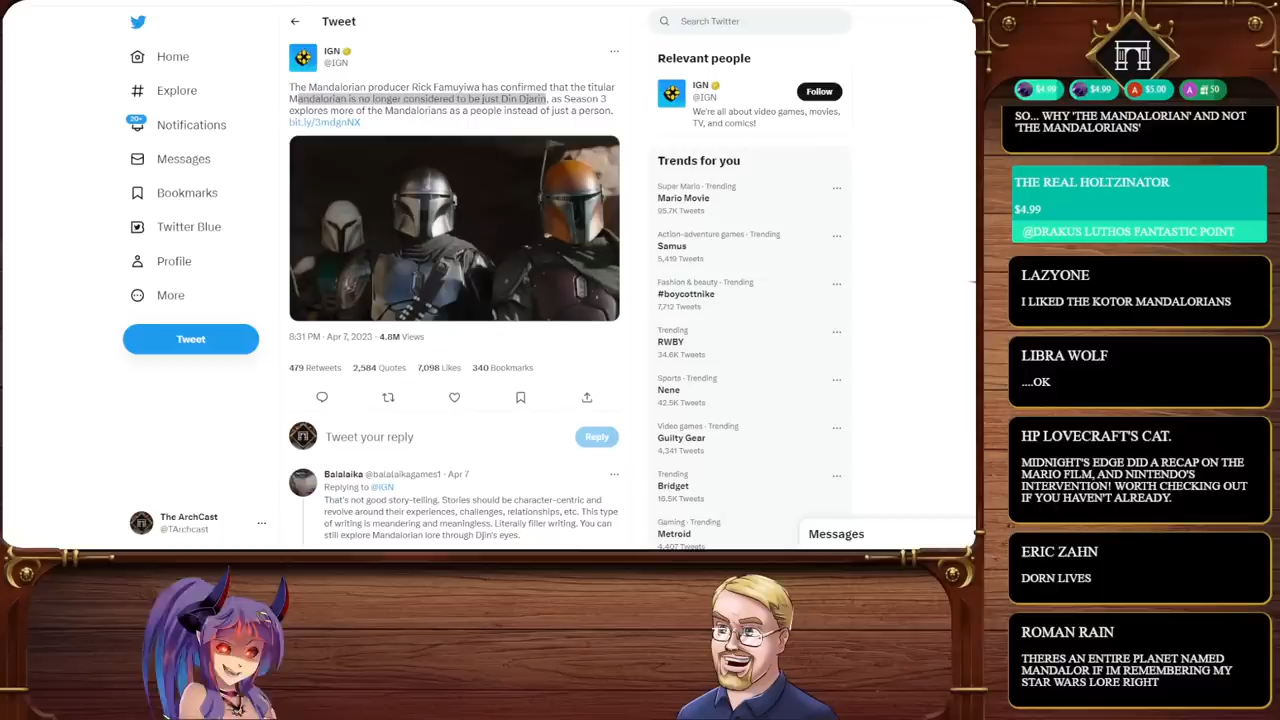 Tweet
Search Twitter
Home
Explore
20+
Notifications
Messages
Bookmarks
Twitter Blue
Profile
More
Tweet
The ArchCast
@TArchcast
IGN
@IGN
The Mandalorian producer Rick Famuyiwa has confirmed that the titular
Mandalorian is no longer considered to be just Din Djarin, as Season 3
explores more of the Mandalorians as a people instead of just a person.
bit.ly/3mdgnNX
8:31 PM · Apr 7, 2023 · 4.8M Views
479 Retweets 2,584 Quotes 7,098 Likes 340 Bookmarks
Tweet your reply
Reply
Balalaika @balalaikagames1 · Apr 7
Replying to @IGN
That's not good story-telling. Stories should be character-centric and
revolve around their experiences, challenges, relationships, etc. This type
of writing is meandering and meaningless. Literally filler writing. You can
still explore Mandalorian lore through Djin's eyes.
Relevant people
IGN
@IGN
Follow
We're all about video games, movies,
TV, and comics!
Trends for you
Super Mario · Trending
Mario Movie
95.7K Tweets
Action-adventure games · Trending
Samus
5,419 Tweets
Fashion & beauty · Trending
#boycottnike
7,712 Tweets
Trending
RWBY
34.6K Tweets
Sports · Trending
Nene
42.5K Tweets
Video games · Trending
Guilty Gear
4,341 Tweets
Trending
Bridget
16.5K Tweets
Gaming · Trending
Metroid
4,407 Tweets
Messages
$4.99
$4.99
A $5.00
A 50
SO... WHY 'THE MANDALORIAN' AND NOT
'THE MANDALORIANS'
THE REAL HOLTZINATOR
$4.99
@DRAKUS LUTHOS FANTASTIC POINT
LAZYONE
I LIKED THE KOTOR MANDALORIANS
LIBRA WOLF
....OK
HP LOVECRAFT'S CAT.
MIDNIGHT'S EDGE DID A RECAP ON THE
MARIO FILM, AND NINTENDO'S
INTERVENTION! WORTH CHECKING OUT
IF YOU HAVEN'T ALREADY.
ERIC ZAHN
DORN LIVES
ROMAN RAIN
THERES AN ENTIRE PLANET NAMED
MANDALOR IF IM REMEMBERING MY
STAR WARS LORE RIGHT